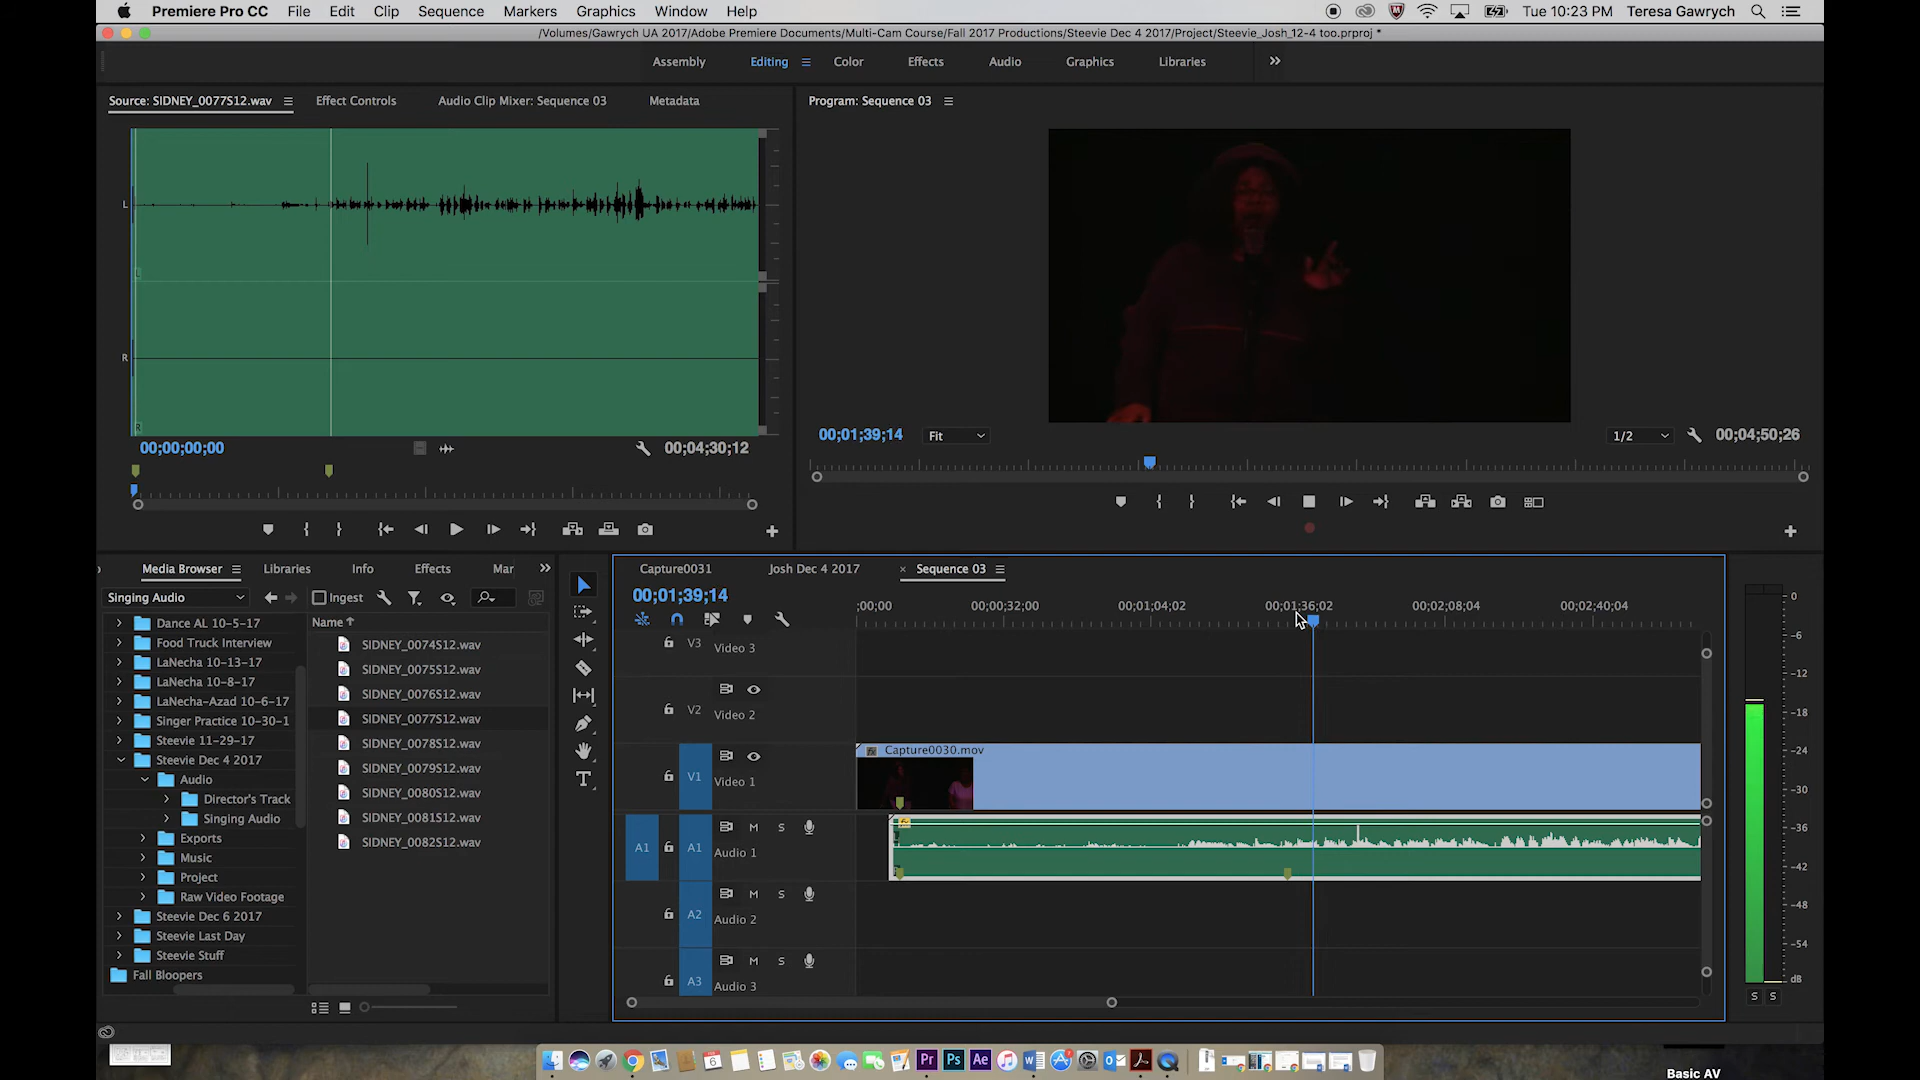 Premiere Pro CC File Edit Clip Sequence Markers Graphics Window Help Tue 10:23 PM Teresa Gawrych
/Volumes/Gawrych UA 2017/Adobe Premiere Documents/Multi-Cam Course/Fall 2017 Productions/Steevie Dec 4 2017/Project/Steevie_Josh_12-4 too.prproj *
Assembly Editing Color Effects Audio Graphics Libraries
Source: SIDNEY_0077S12.wav Effect Controls Audio Clip Mixer: Sequence 03 Metadata
Program: Sequence 03
L
R
00;00;00;00 00;04;30;12
00;01;39;14 Fit 1/2 00;04;50;26
Media Browser Libraries Info Effects Mar
Singing Audio Ingest
Name
Dance AL 10-5-17
Food Truck Interview
LaNecha 10-13-17
LaNecha 10-8-17
LaNecha-Azad 10-6-17
Singer Practice 10-30-1
Steevie 11-29-17
Steevie Dec 4 2017
Audio
Director's Track
Singing Audio
Exports
Music
Project
Raw Video Footage
Steevie Dec 6 2017
Steevie Last Day
Steevie Stuff
Fall Bloopers
SIDNEY_0074S12.wav
SIDNEY_0075S12.wav
SIDNEY_0076S12.wav
SIDNEY_0077S12.wav
SIDNEY_0078S12.wav
SIDNEY_0079S12.wav
SIDNEY_0080S12.wav
SIDNEY_0081S12.wav
SIDNEY_0082S12.wav
Capture0031 Josh Dec 4 2017 × Sequence 03
00;01;39;14
;00;00 00;00;32;00 00;01;04;02 00;01;36;02 00;02;08;04 00;02;40;04
V3 Video 3
V2 Video 2
V1 Video 1
Capture0030.mov
A1 A1 M S Audio 1
A2 M S Audio 2
A3 M S Audio 3
0
-6
-12
-18
-24
-30
-36
-42
-48
-54
dB
S S
Pr Ps Ae
Basic AV